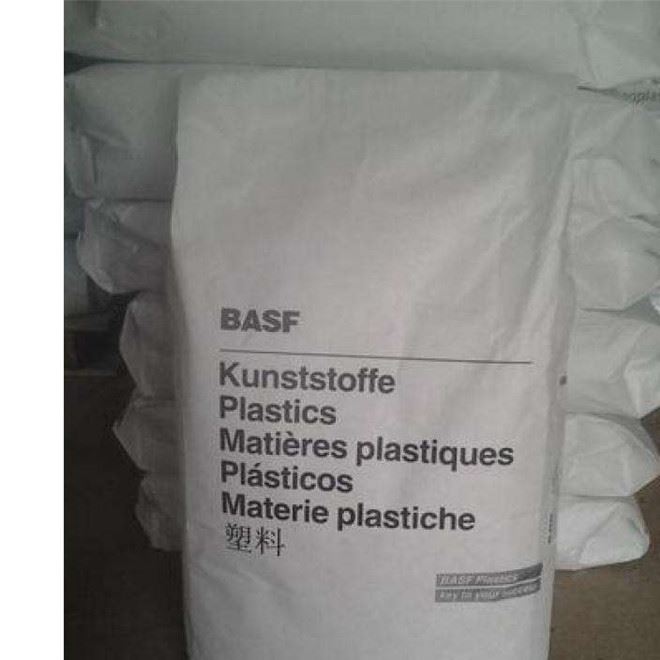 BASF
Kunststoffe
Plastics
Matières plastiques
Plásticos
Materie plastiche
塑料
BASF Plastics
key to your success